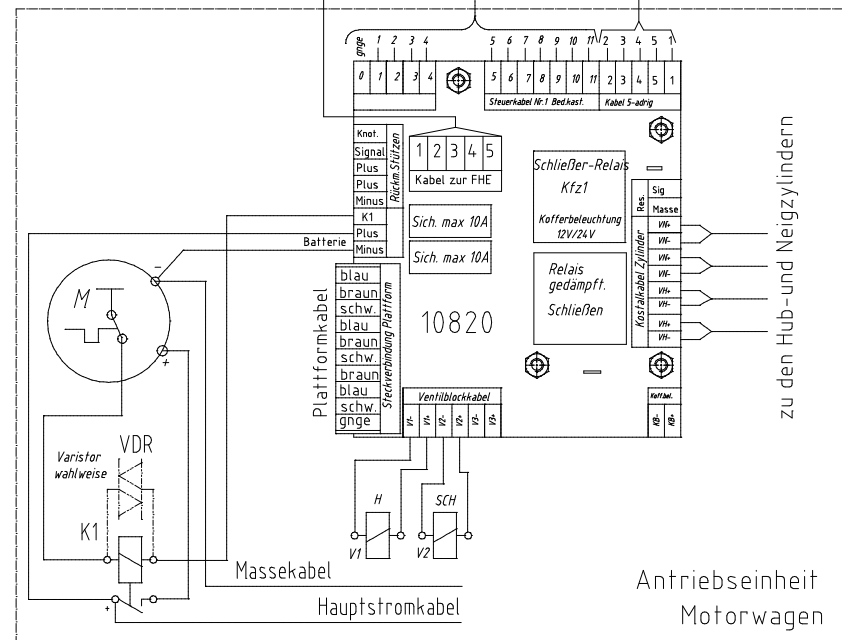 gnge 1 2 3 4 5 6 7 8 9 10 11 2 3 4 5 1
0 1 2 3 4 5 6 7 8 9 10 11 2 3 4 5 1
Steuerkabel Nr.1 Bed.kast. Kabel 5-adrig
Knot.
Signal
Plus
Plus
Minus
Rückm.Stützen
K1
Plus
Batterie Minus
1 2 3 4 5
Kabel zur FHE
Sich. max 10A
Sich. max 10A
Schließer-Relais
Kfz1
Kofferbeleuchtung
12V/24V
Relais
gedämpft.
Schließen
10820
Res.
Sig
Masse
Kostalkabel Zylinder
VN+
VN-
VN+
VN-
VH+
VH-
VH+
VH-
zu den Hub-und Neigzylindern
Plattformkabel
blau
braun
schw.
blau
braun
schw.
braun
blau
schw.
gnge
Steckverbindung Plattform
Ventilblockkabel
V1- V1+ V2- V2+ V3- V3+
Koffbel.
KB- KB+
M
-
+
Varistor
wahlweise
VDR
K1
+
H
V1
SCH
V2
Massekabel
Hauptstromkabel
Antriebseinheit
Motorwagen